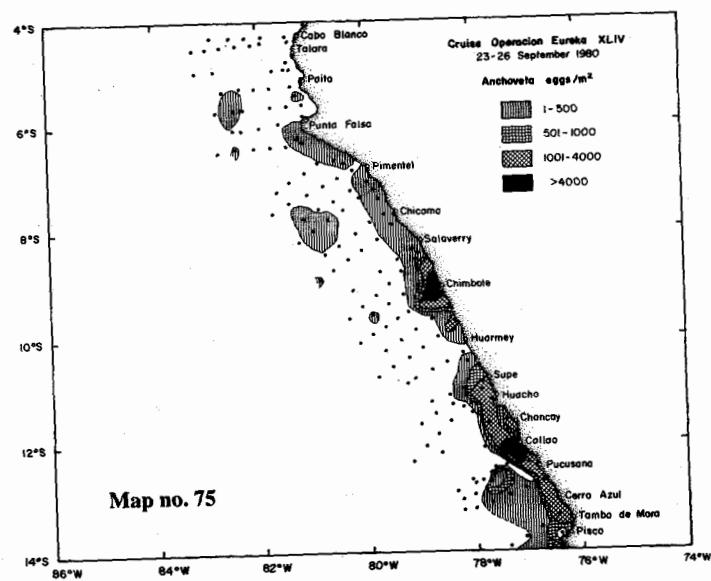 Cruise Operacion Eureka XLIV
23-26 September 1980
Anchoveta eggs/m²
1-500
501-1000
1001-4000
>4000
4°S
6°S
8°S
10°S
12°S
14°S
Cabo Blanco
Talara
Paita
Punta Falsa
Pimentel
Chicama
Salaverry
Chimbote
Huarmey
Supe
Huacho
Chancay
Callao
Pucusana
Cerro Azul
Tambo de Mora
Pisco
Map no. 75
86°W
84°W
82°W
80°W
78°W
76°W
74°W